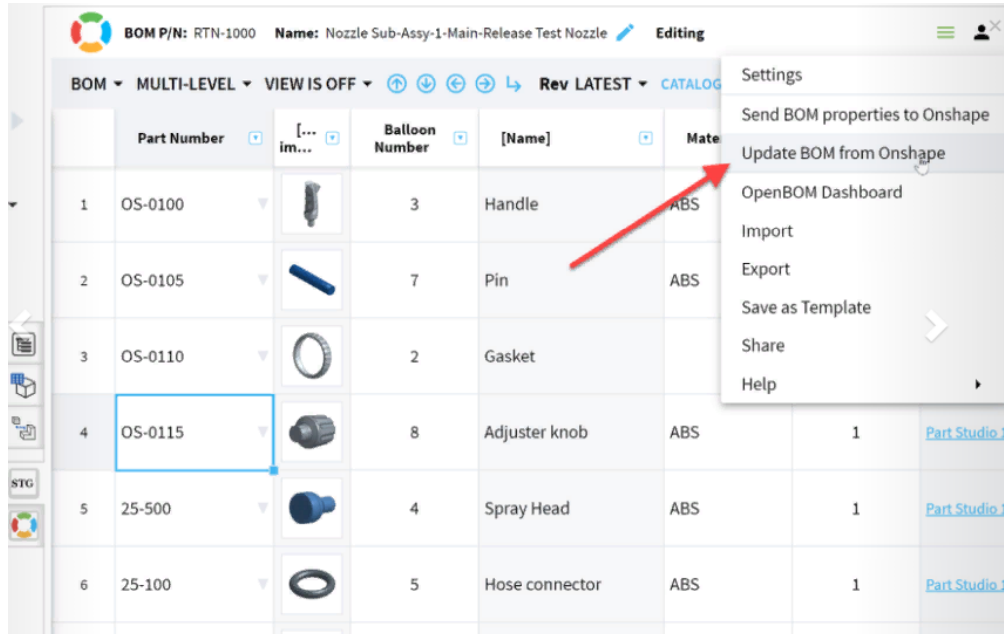 BOM P/N: RTN-1000 Name: Nozzle Sub-Assy-1-Main-Release Test Nozzle Editing
BOM MULTI-LEVEL VIEW IS OFF Rev LATEST CATALOG
Part Number [... im... Balloon Number [Name] Mate
1 OS-0100 3 Handle ABS
2 OS-0105 7 Pin ABS
3 OS-0110 2 Gasket
4 OS-0115 8 Adjuster knob ABS 1 Part Studio 1
5 25-500 4 Spray Head ABS 1 Part Studio 1
6 25-100 5 Hose connector ABS 1 Part Studio 1
Settings
Send BOM properties to Onshape
Update BOM from Onshape
OpenBOM Dashboard
Import
Export
Save as Template
Share
Help
STG